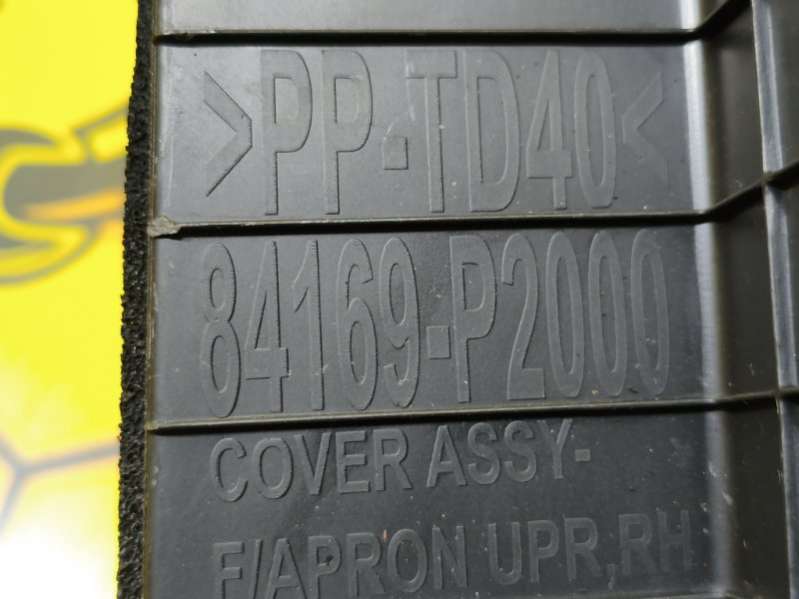 >PP-TD40<
84169-P2000
COVER ASSY-
F/APRON UPR,RH